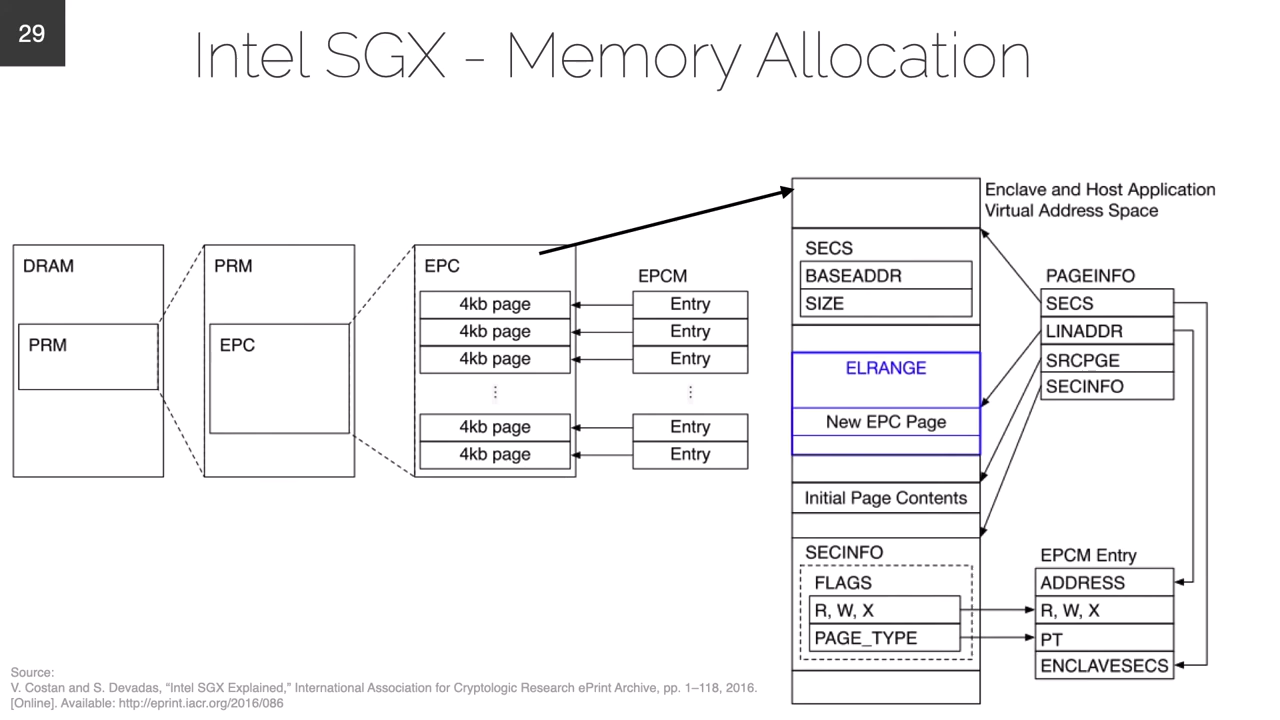 29
Intel SGX - Memory Allocation
DRAM
PRM
PRM
EPC
EPC
4kb page
4kb page
4kb page
4kb page
4kb page
EPCM
Entry
Entry
Entry
Entry
Entry
Enclave and Host Application
Virtual Address Space
SECS
BASEADDR
SIZE
ELRANGE
New EPC Page
Initial Page Contents
SECINFO
FLAGS
R, W, X
PAGE_TYPE
PAGEINFO
SECS
LINADDR
SRCPGE
SECINFO
EPCM Entry
ADDRESS
R, W, X
PT
ENCLAVESECS
Source:
V. Costan and S. Devadas, “Intel SGX Explained,” International Association for Cryptologic Research ePrint Archive, pp. 1–118, 2016.
[Online]. Available: http://eprint.iacr.org/2016/086